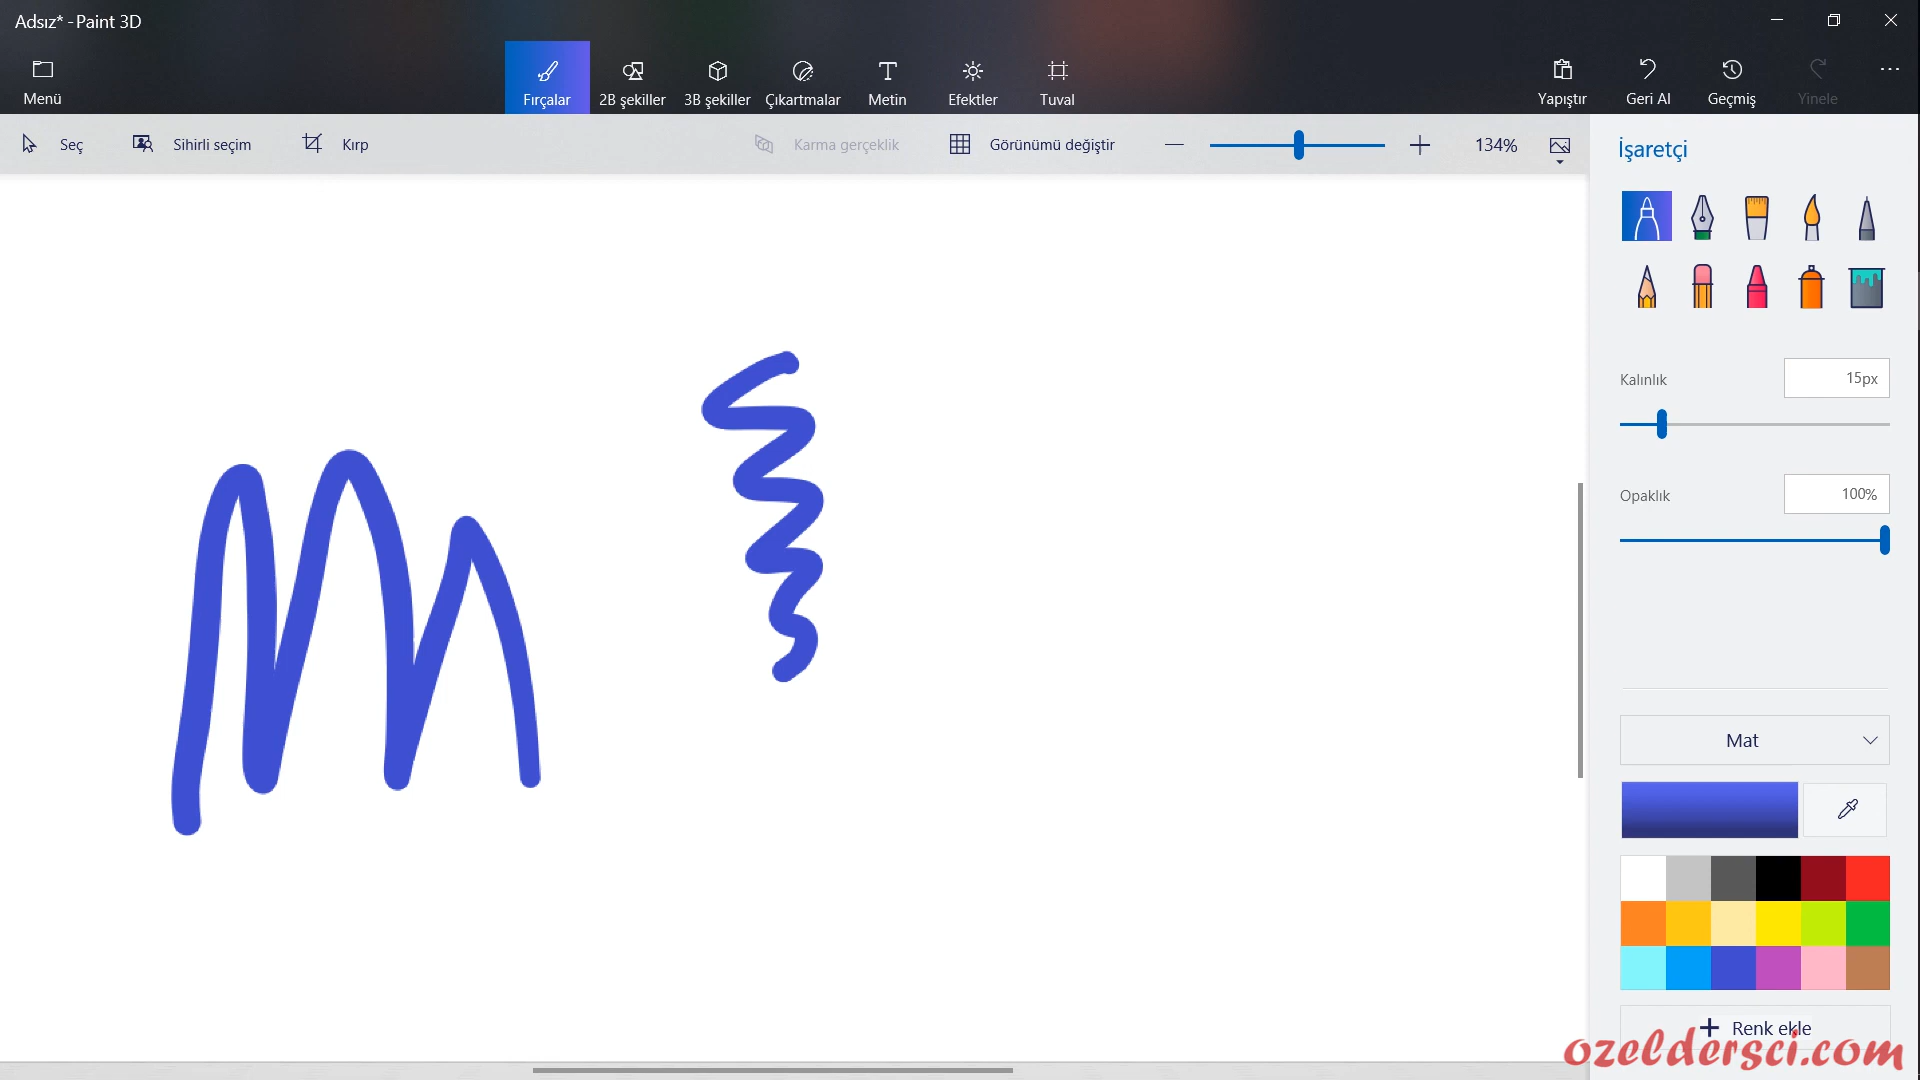 Adsız* - Paint 3D
Menü
Fırçalar
2B şekiller
3B şekiller
Çıkartmalar
Metin
Efektler
Tuval
Yapıştır
Geri Al
Geçmiş
Yinele
Seç
Sihirli seçim
Kırp
Karma gerçeklik
Görünümü değiştir
134%
İşaretçi
Kalınlık
15px
Opaklık
100%
Mat
Renk ekle
ozeldersci.com